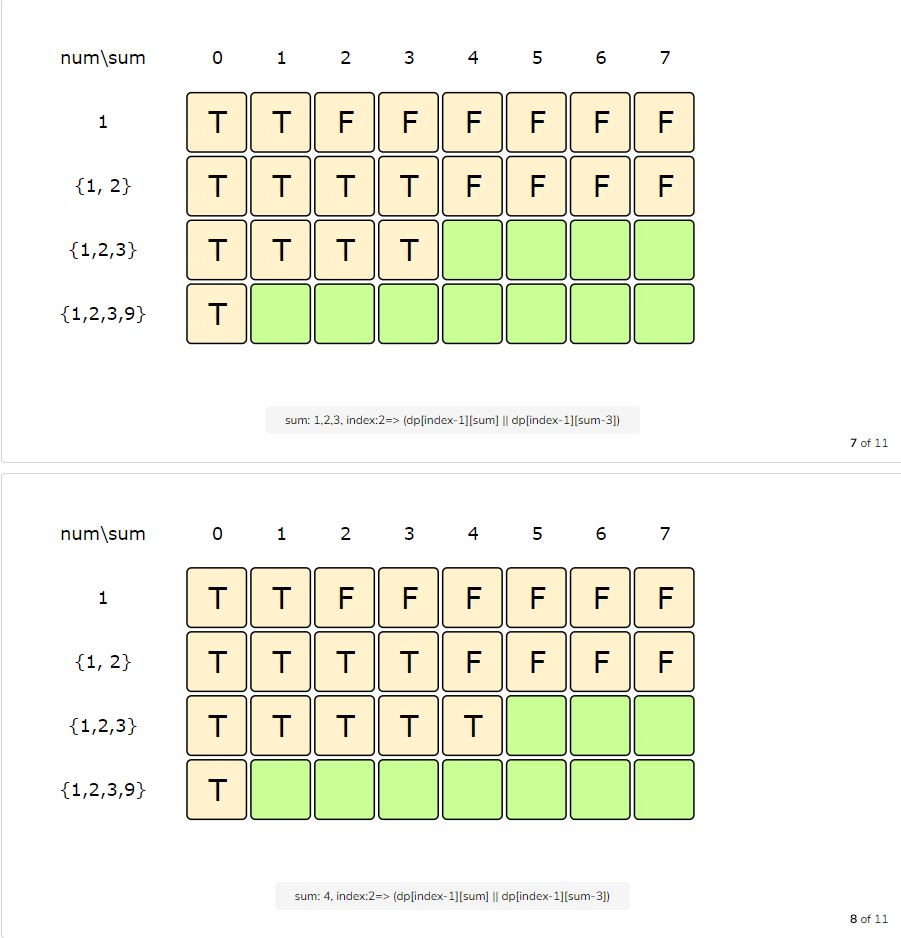 num\sum 0 1 2 3 4 5 6 7
1 T T F F F F F F
{1, 2} T T T T F F F F
{1,2,3} T T T T
{1,2,3,9} T
sum: 1,2,3, index:2=> (dp[index-1][sum] || dp[index-1][sum-3])
7 of 11
num\sum 0 1 2 3 4 5 6 7
1 T T F F F F F F
{1, 2} T T T T F F F F
{1,2,3} T T T T T
{1,2,3,9} T
sum: 4, index:2=> (dp[index-1][sum] || dp[index-1][sum-3])
8 of 11